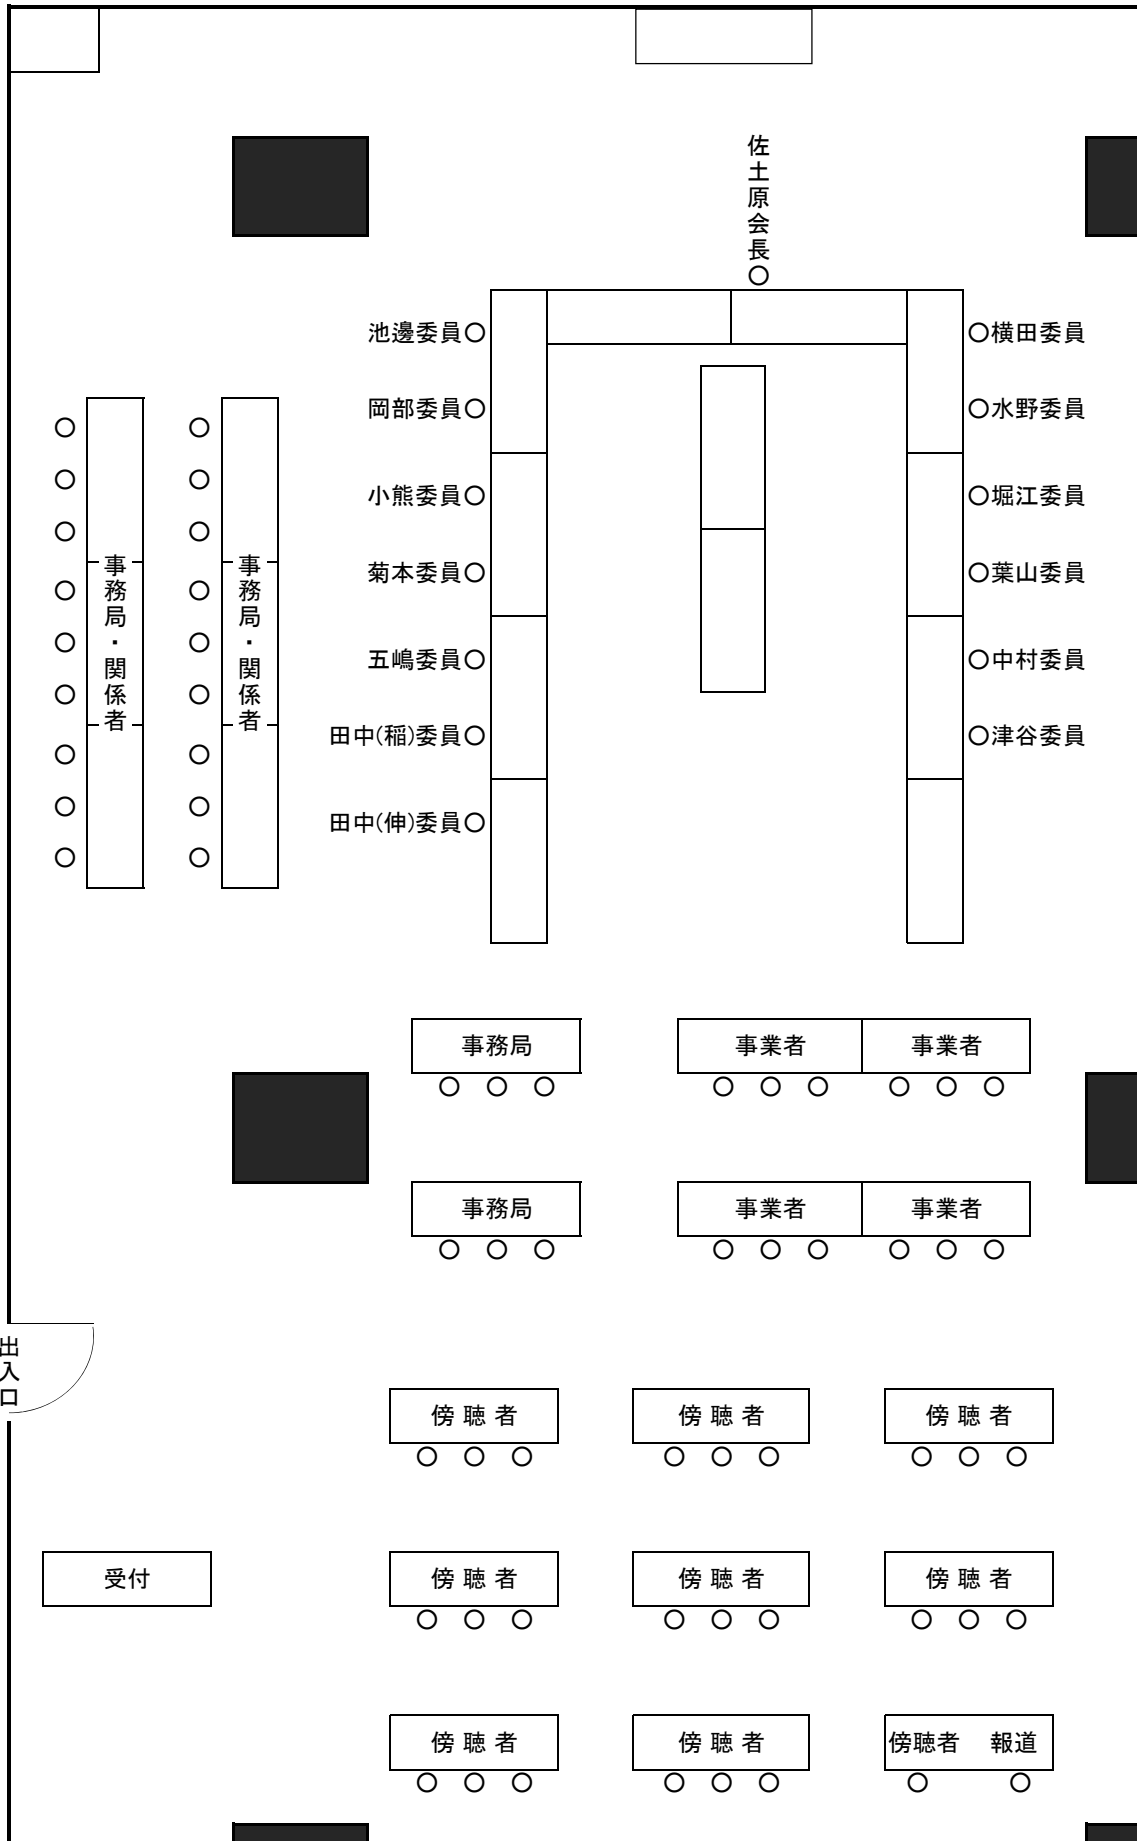 佐土原会長
池邊委員
横田委員
岡部委員
水野委員
小熊委員
堀江委員
菊本委員
葉山委員
五嶋委員
中村委員
田中(稲)委員
津谷委員
田中(伸)委員
事務局・関係者
事務局・関係者
事務局
事業者
事業者
事務局
事業者
事業者
出入口
傍聴者
傍聴者
傍聴者
受付
傍聴者
傍聴者
傍聴者
傍聴者
傍聴者
傍聴者 報道